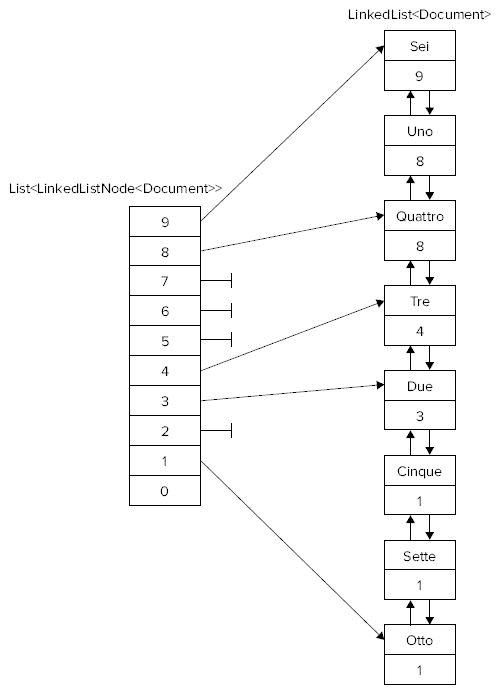 LinkedList<Document>
Sei
9
Uno
8
Quattro
8
Tre
4
Due
3
Cinque
1
Sette
1
Otto
1
List<LinkedListNode<Document>>
9
8
7
6
5
4
3
2
1
0